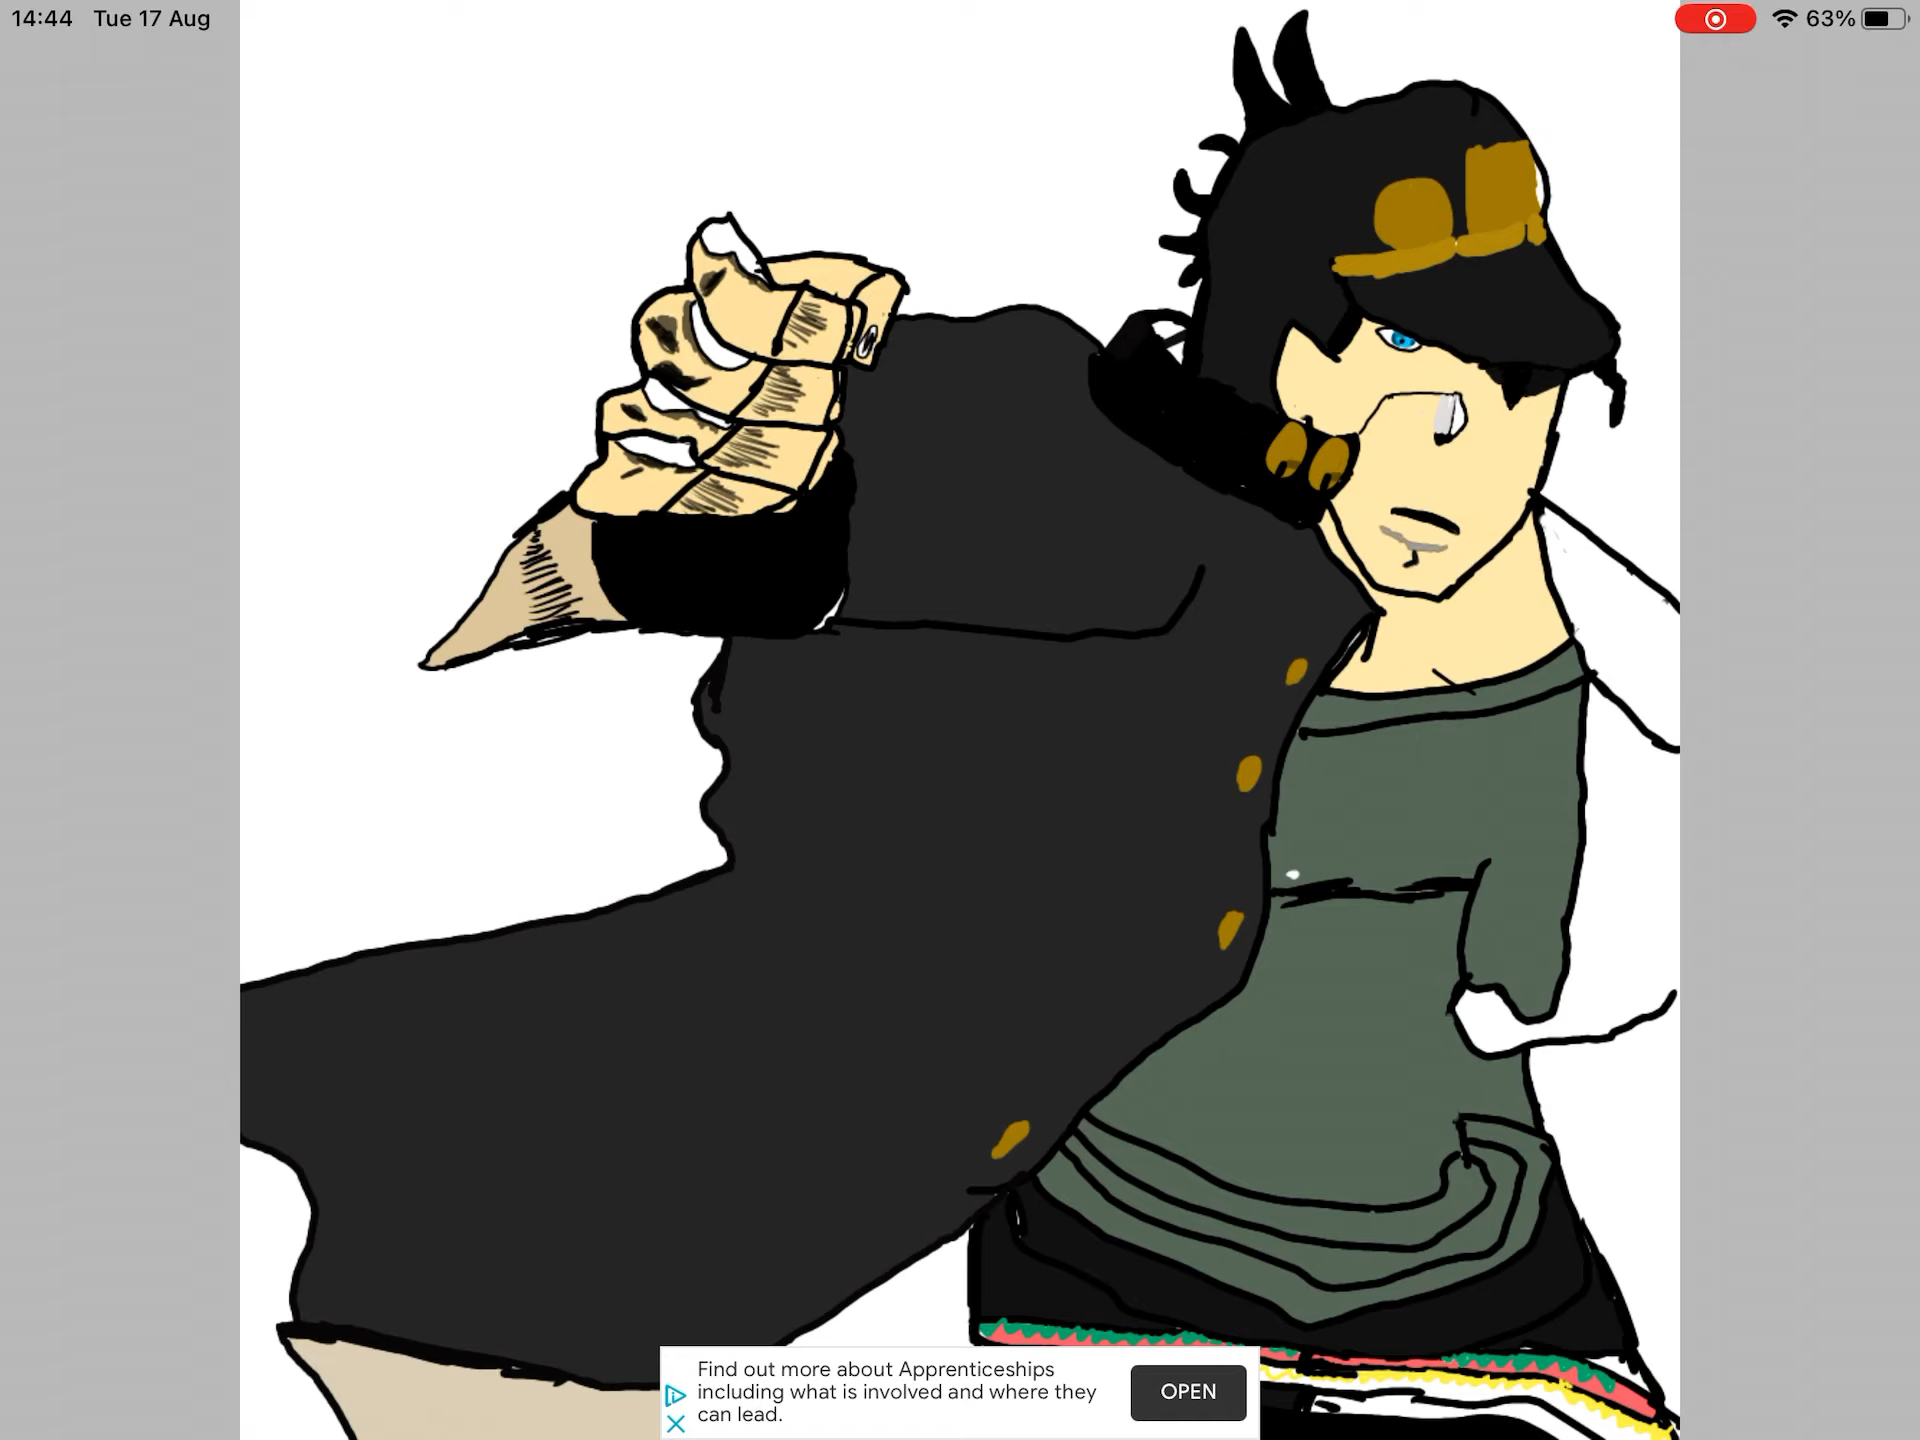 14:44 Tue 17 Aug
63%
Find out more about Apprenticeships
including what is involved and where they
can lead.
OPEN